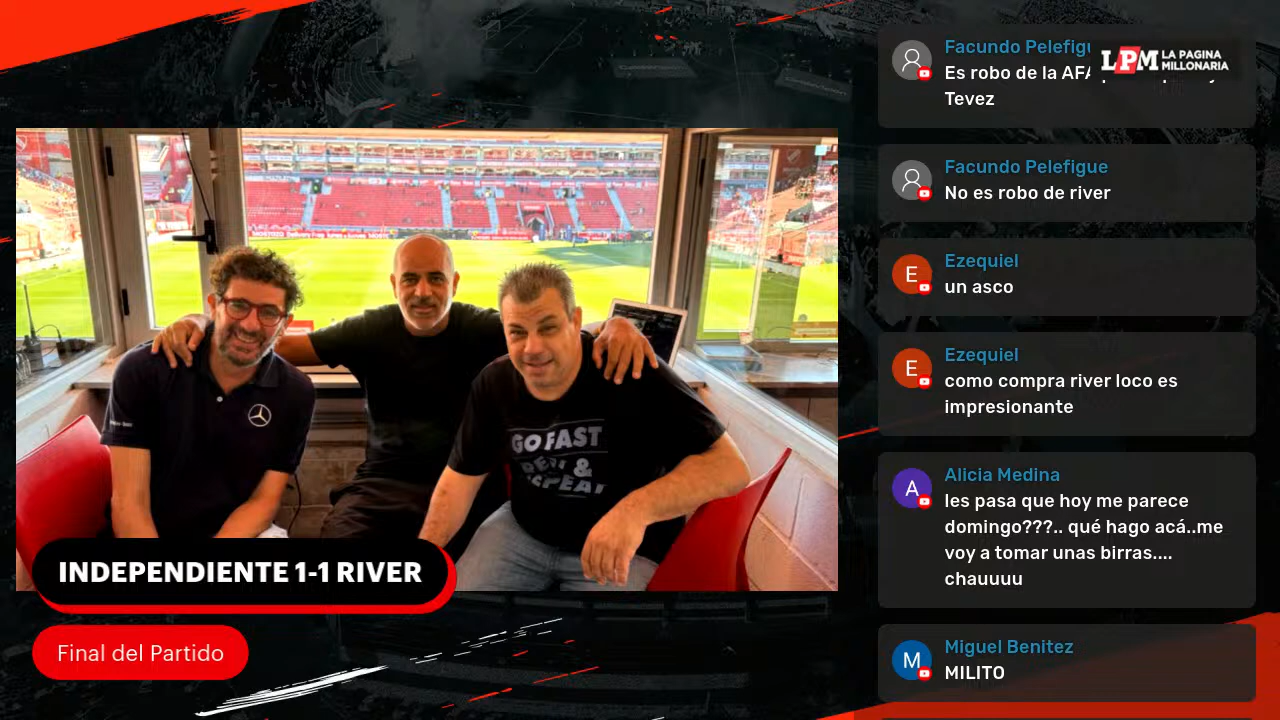 INDEPENDIENTE 1-1 RIVER
Final del Partido
GO FAST
&
LPM LA PAGINA
MILLONARIA
Facundo Pelefigu
Es robo de la AFA
Tevez
Facundo Pelefigue
No es robo de river
E
Ezequiel
un asco
E
Ezequiel
como compra river loco es
impresionante
A
Alicia Medina
les pasa que hoy me parece
domingo???.. qué hago acá..me
voy a tomar unas birras....
chauuuu
M
Miguel Benitez
MILITO